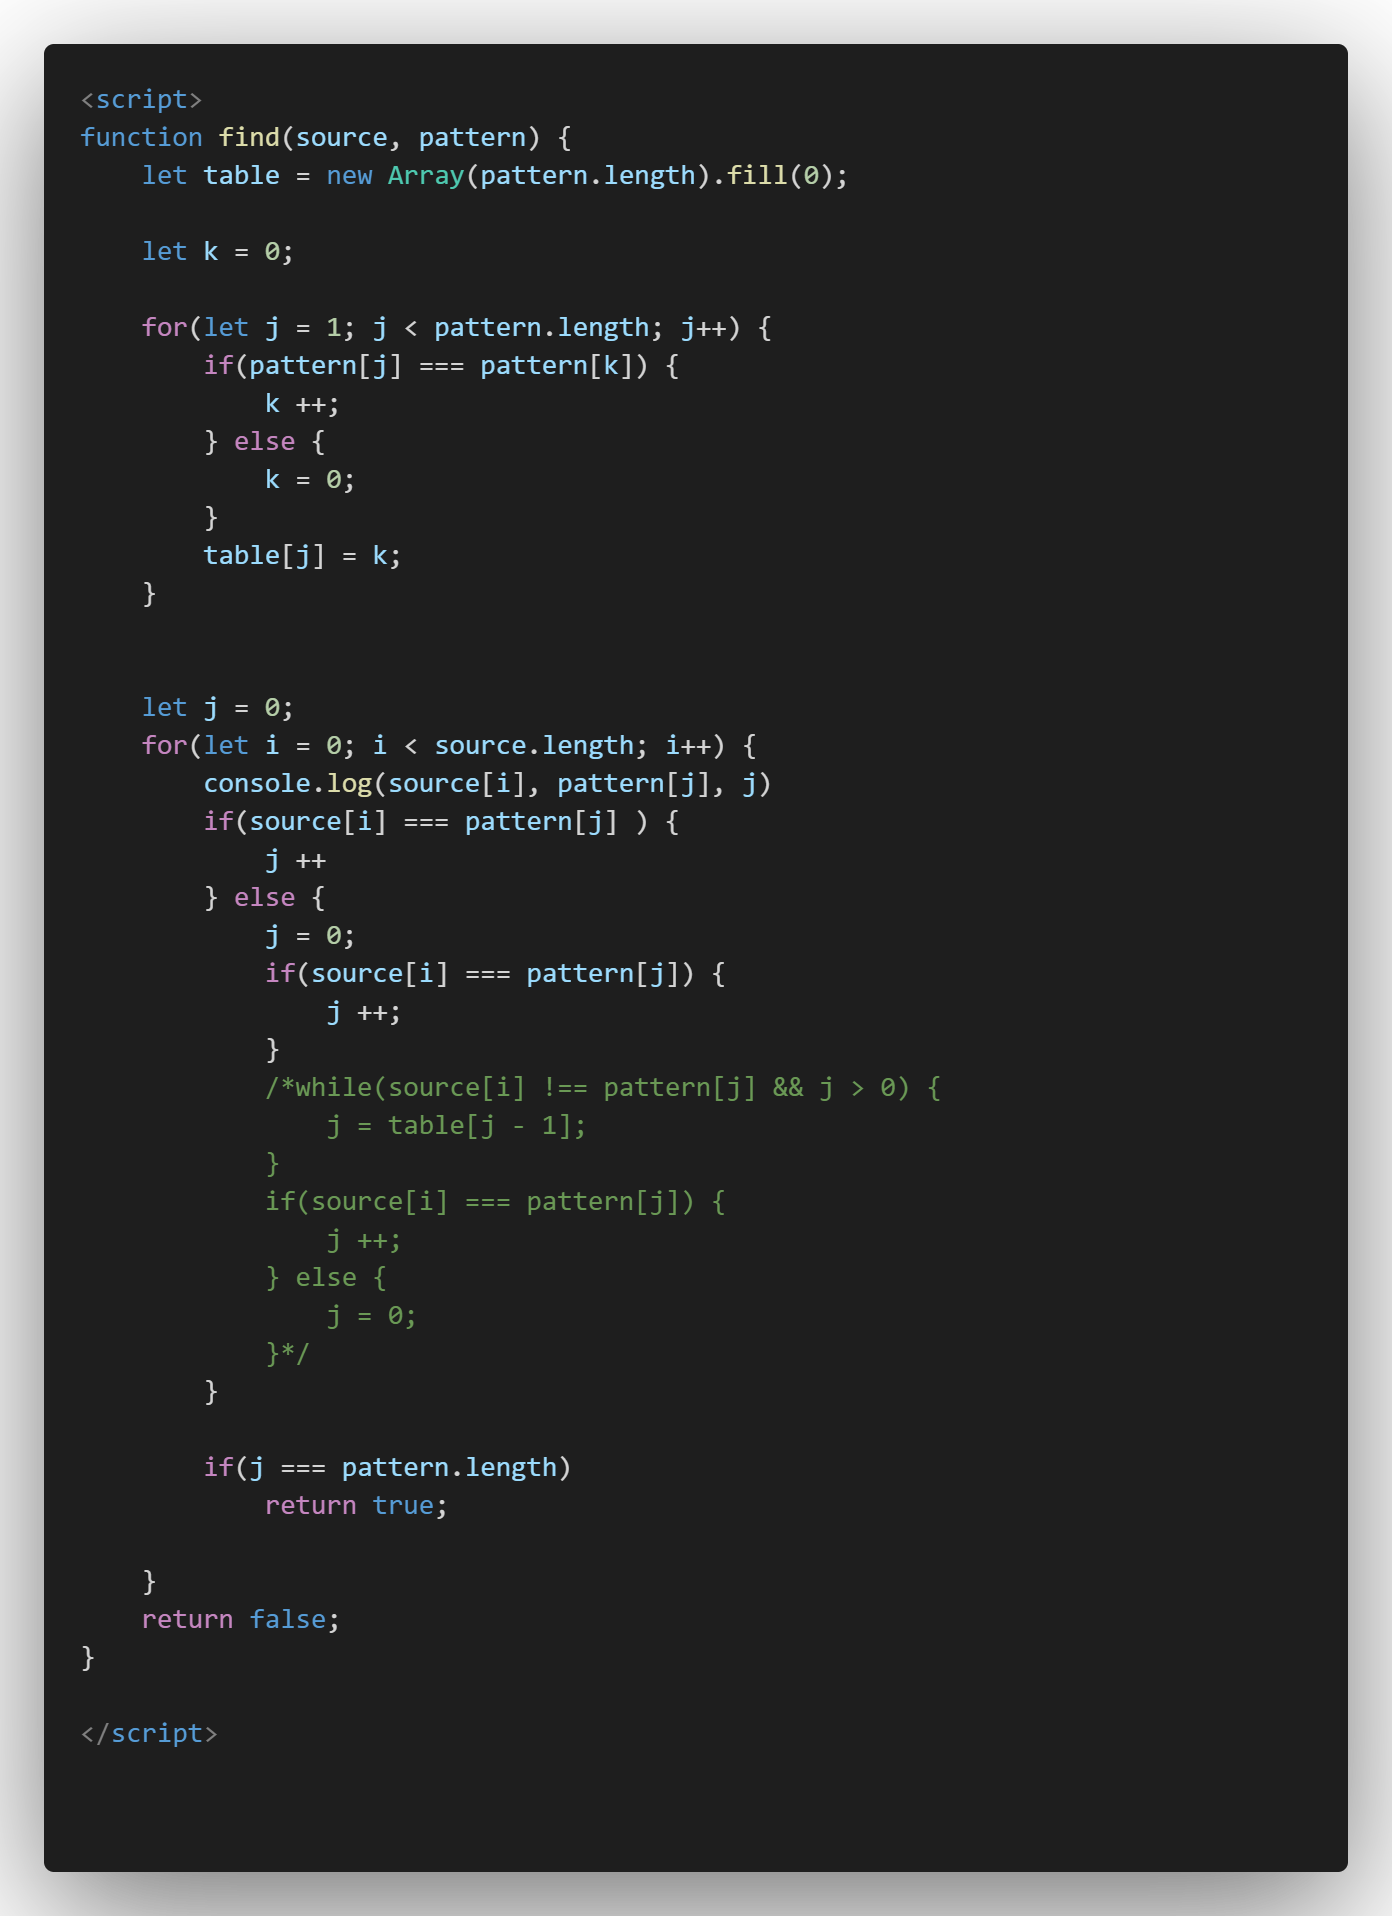 <script>
function find(source, pattern) {
    let table = new Array(pattern.length).fill(0);

    let k = 0;

    for(let j = 1; j < pattern.length; j++) {
        if(pattern[j] === pattern[k]) {
            k ++;
        } else {
            k = 0;
        }
        table[j] = k;
    }


    let j = 0;
    for(let i = 0; i < source.length; i++) {
        console.log(source[i], pattern[j], j)
        if(source[i] === pattern[j] ) {
            j ++
        } else {
            j = 0;
            if(source[i] === pattern[j]) {
                j ++;
            }
            /*while(source[i] !== pattern[j] && j > 0) {
                j = table[j - 1];
            }
            if(source[i] === pattern[j]) {
                j ++;
            } else {
                j = 0;
            }*/
        }

        if(j === pattern.length)
            return true;

    }
    return false;
}

</script>